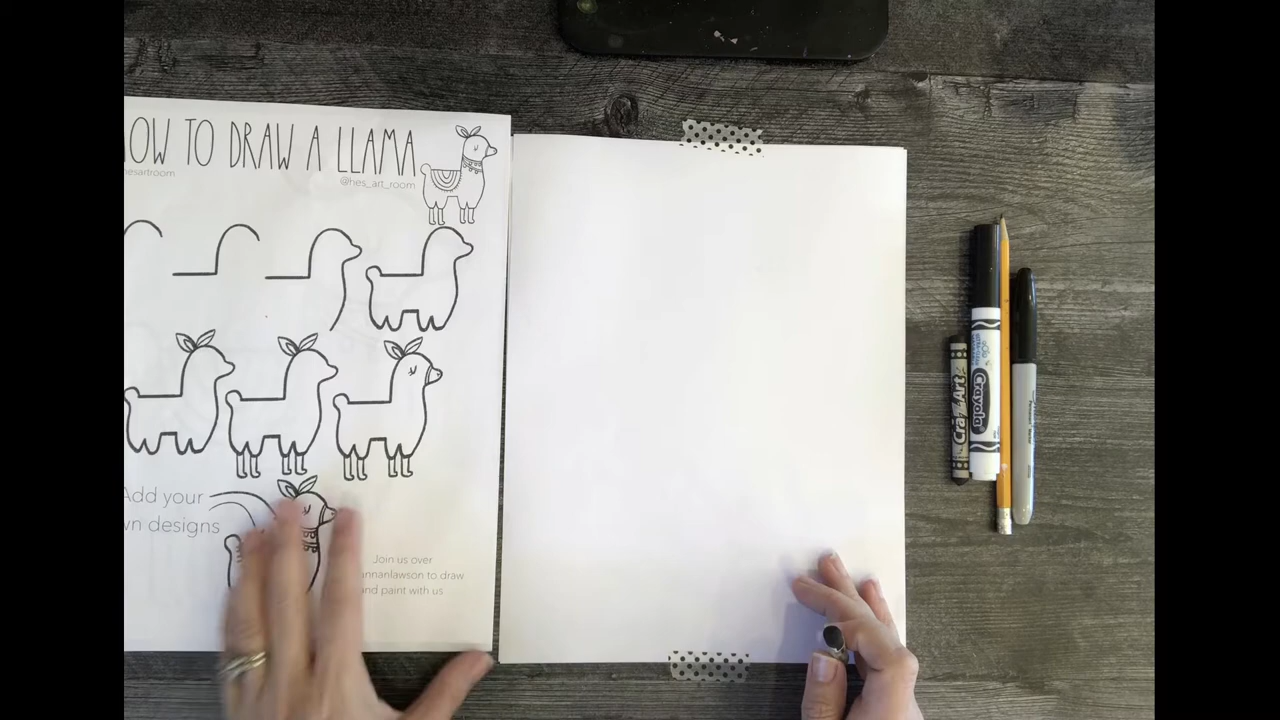 OW TO DRAW A LLAMA
hesartroom
@hes_art_room
Add your
wn designs
Join us over
annanlawson to draw
and paint with us
Cra-Z-Art
Crayola